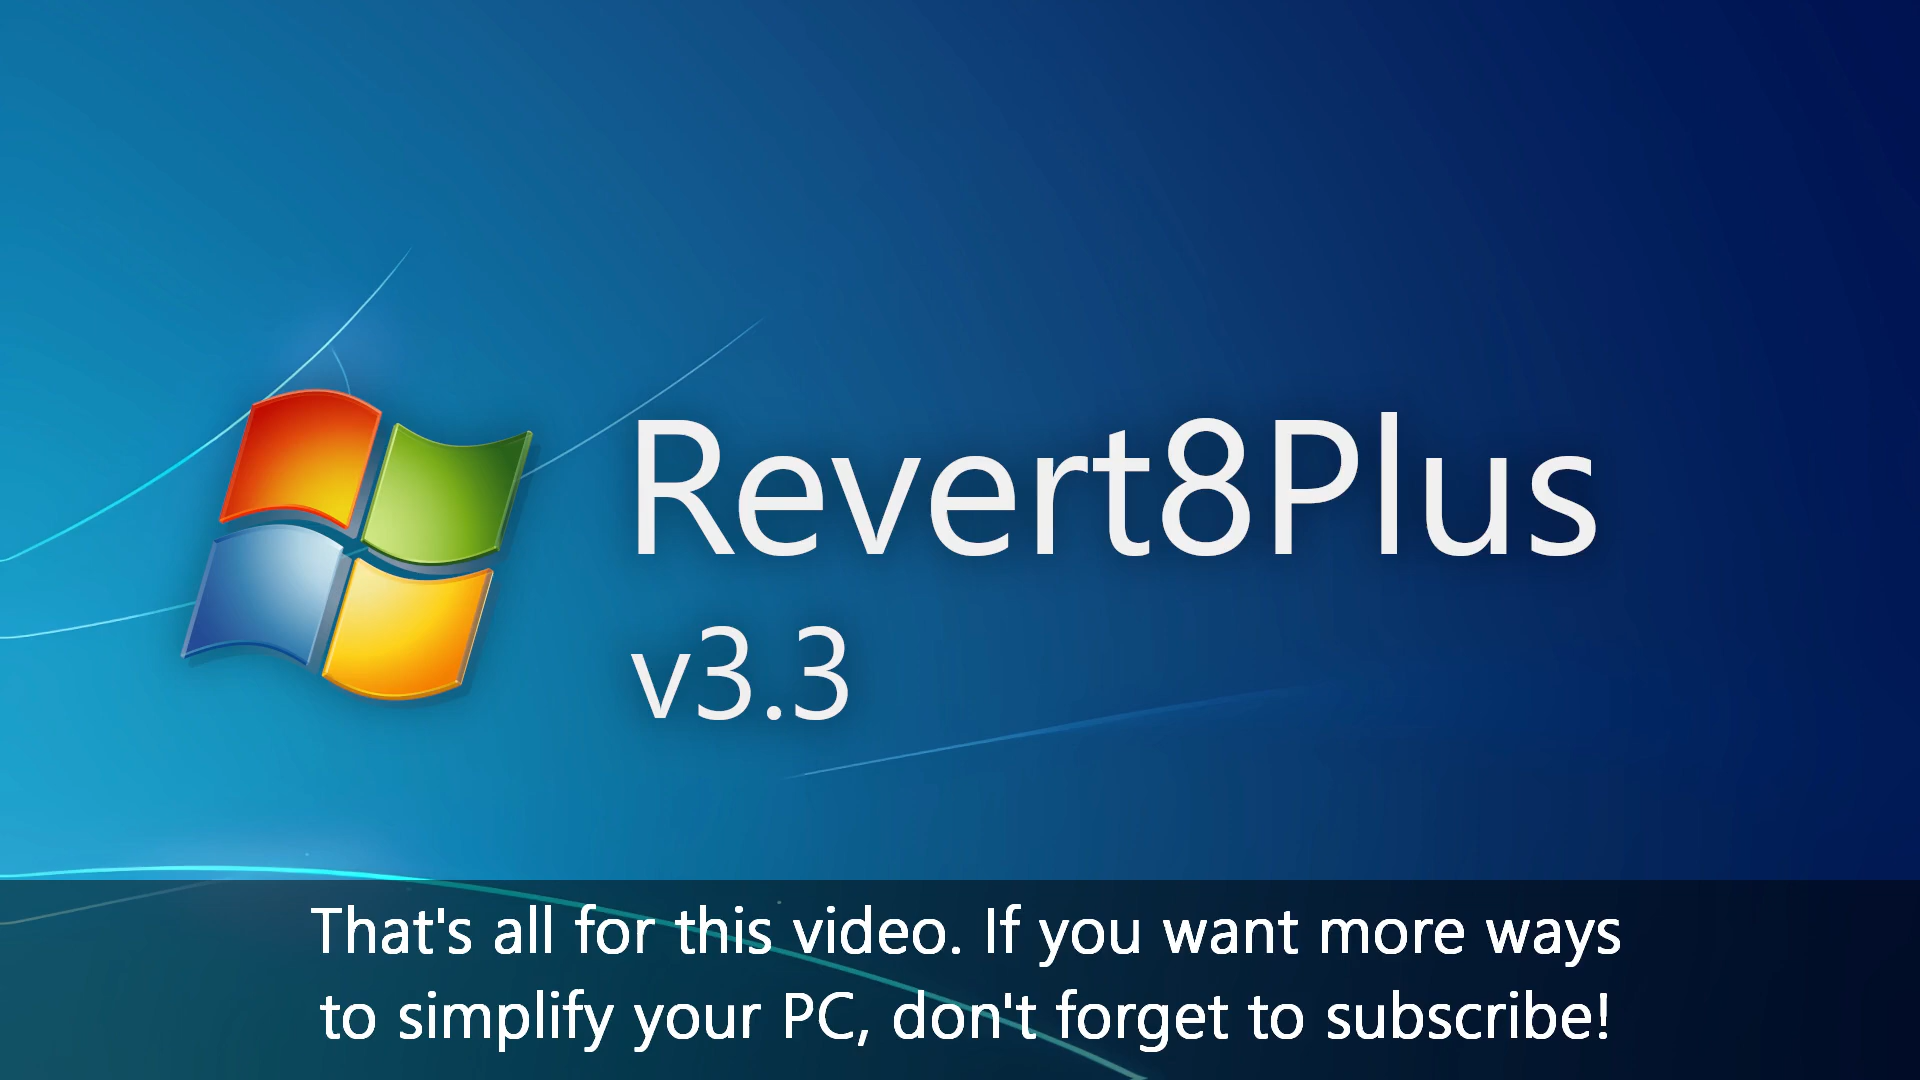 Revert8Plus
v3.3
That's all for this video. If you want more ways
to simplify your PC, don't forget to subscribe!